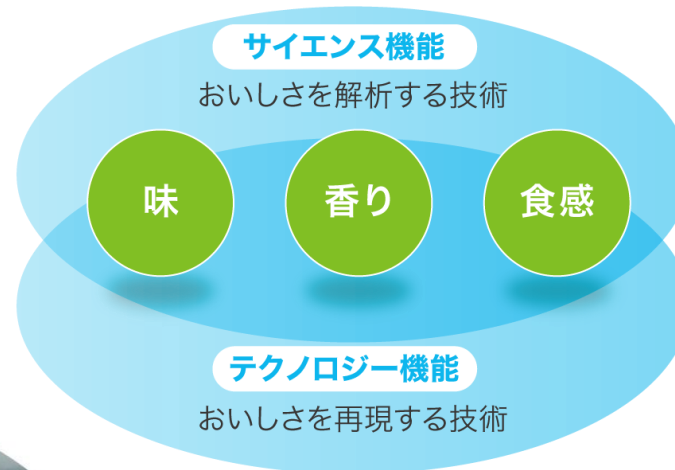 サイエンス機能
おいしさを解析する技術
味
香り
食感
テクノロジー機能
おいしさを再現する技術